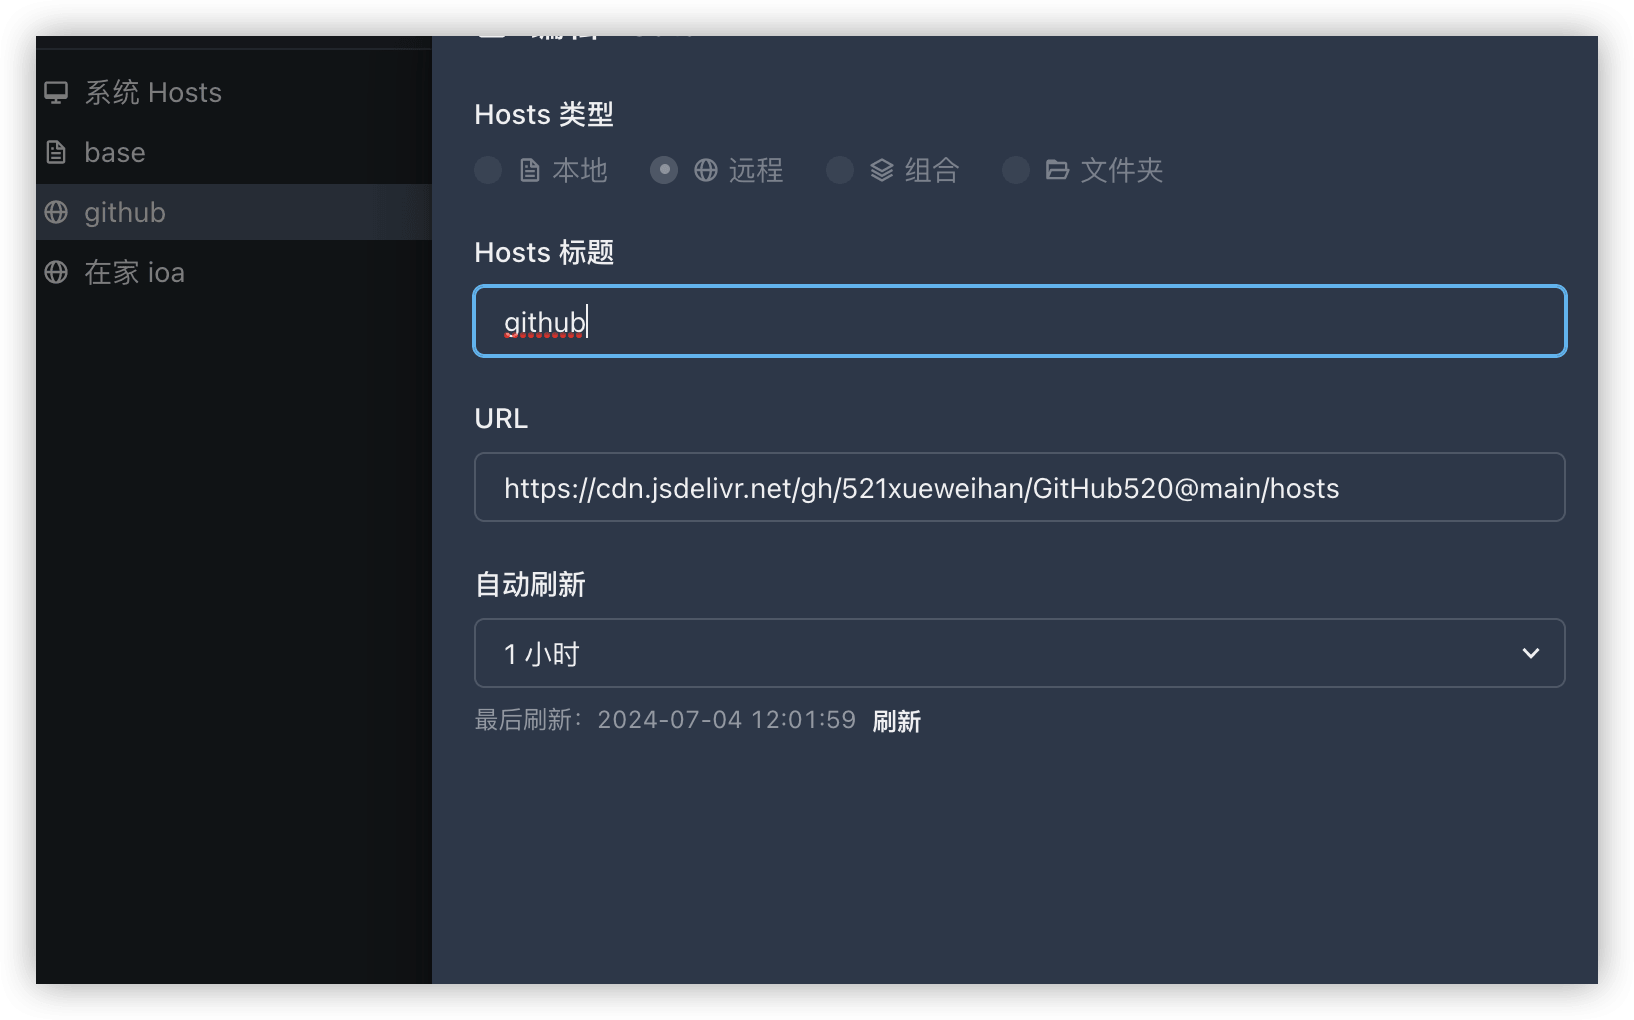 系统 Hosts
base
github
在家 ioa
Hosts 类型
本地 远程 组合 文件夹
Hosts 标题
github
URL
https://cdn.jsdelivr.net/gh/521xueweihan/GitHub520@main/hosts
自动刷新
1 小时
最后刷新：2024-07-04 12:01:59 刷新